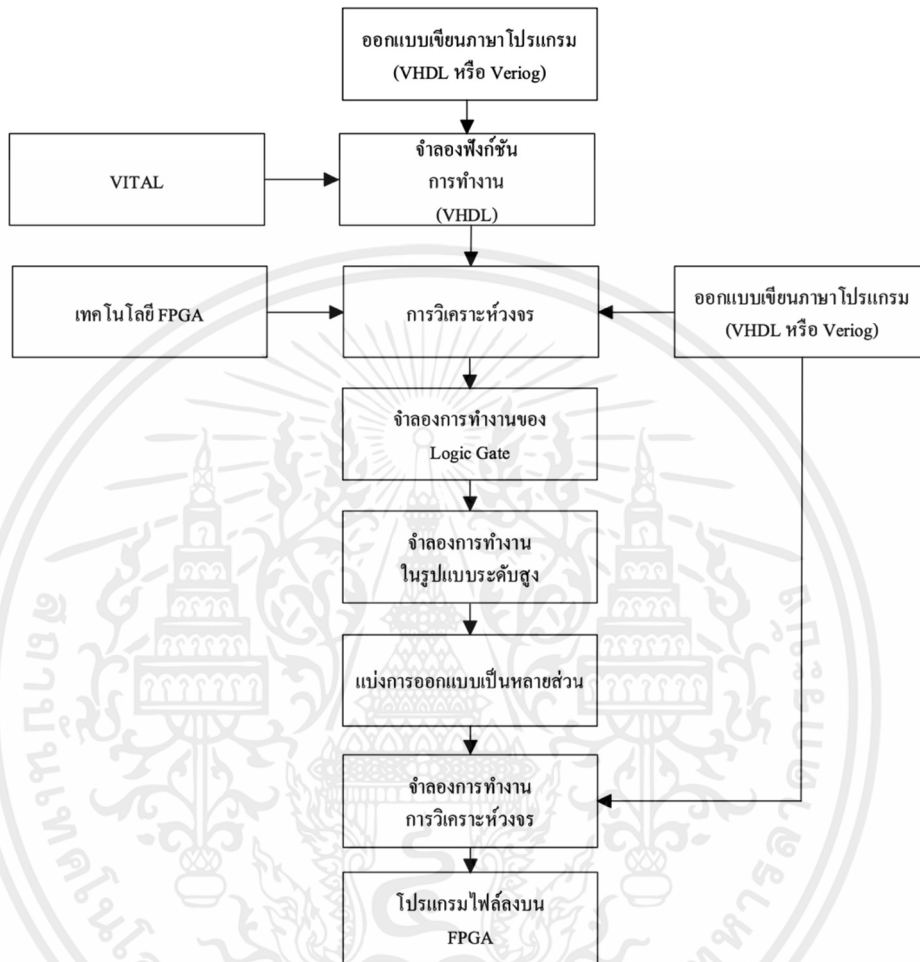 ออกแบบเขียนภาษาโปรแกรม
(VHDL หรือ Veriog)
VITAL
จำลองฟังก์ชัน
การทำงาน
(VHDL)
เทคโนโลยี FPGA
การวิเคราะห์วงจร
ออกแบบเขียนภาษาโปรแกรม
(VHDL หรือ Veriog)
จำลองการทำงานของ
Logic Gate
จำลองการทำงาน
ในรูปแบบระดับสูง
แบ่งการออกแบบเป็นหลายส่วน
จำลองการทำงาน
การวิเคราะห์วงจร
โปรแกรมไฟล์ลงบน
FPGA